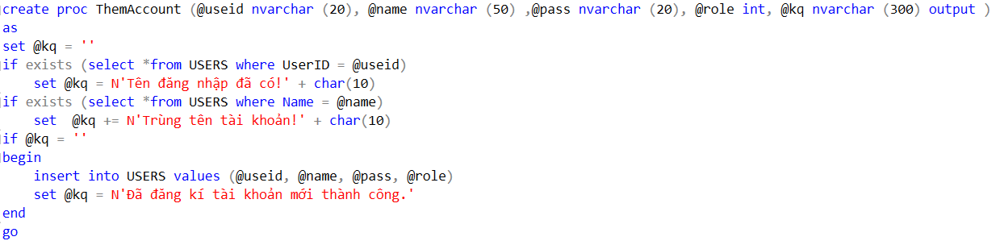 create proc ThemAccount (@useid nvarchar (20), @name nvarchar (50) ,@pass nvarchar (20), @role int, @kq nvarchar (300) output )
as
set @kq = ''
if exists (select *from USERS where UserID = @useid)
    set @kq = N'Tên đăng nhập đã có!' + char(10)
if exists (select *from USERS where Name = @name)
    set  @kq += N'Trùng tên tài khoản!' + char(10)
if @kq = ''
begin
    insert into USERS values (@useid, @name, @pass, @role)
    set @kq = N'Đã đăng kí tài khoản mới thành công.'
end
go